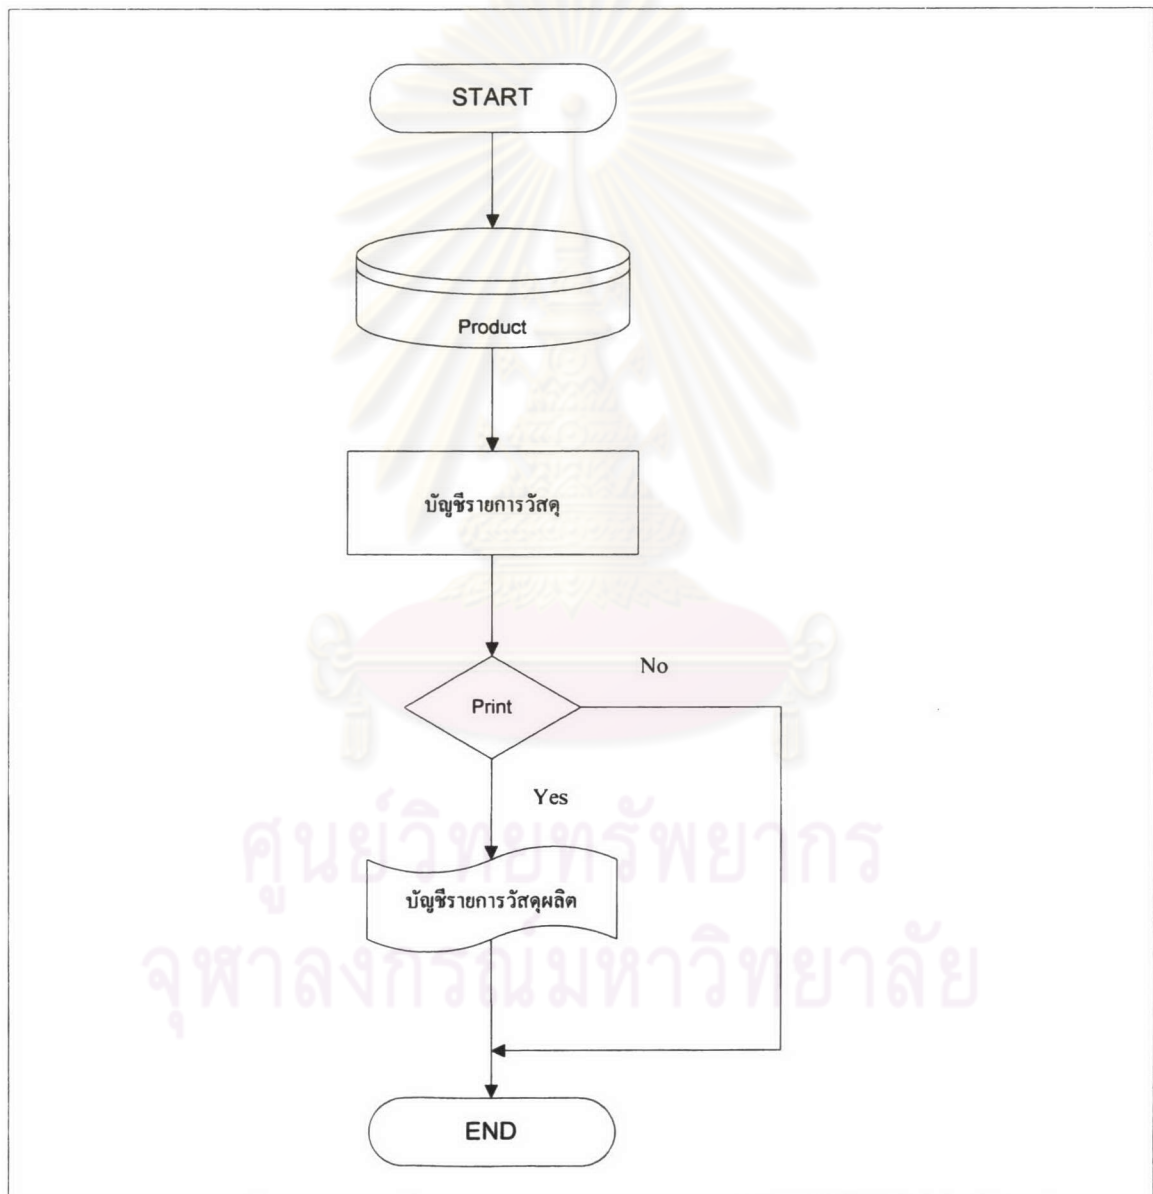 START
Product
บัญชีรายการวัสดุ
No
Print
Yes
ศูนย์วิทยทรัพยากร
บัญชีรายการวัสดุผลิต
จุฬาลงกรณ์มหาวิทยาลัย
END